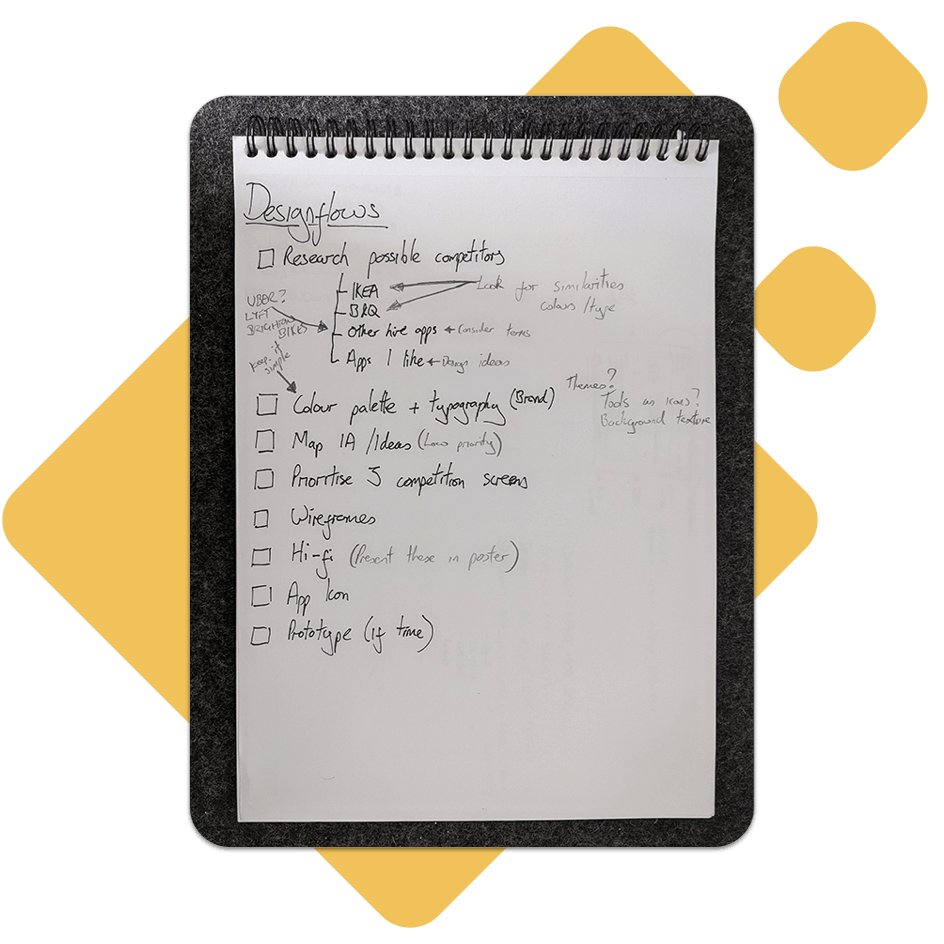 Designflows
Research possible competitors
IKEA
Look for similarities
colours / type
B&Q
UBER?
LYFT
BRIGHTON
BIKES
Other hire apps
Consider terms
Apps I like
Design ideas
Keep it
simple
Colour palette + typography (Brand)
Themes?
Tools as icons?
Background texture
Map IA / Ideas (Low priority)
Prioritise 3 competition screens
Wireframes
Hi-fi (Present these in poster)
App Icon
Prototype (if time)